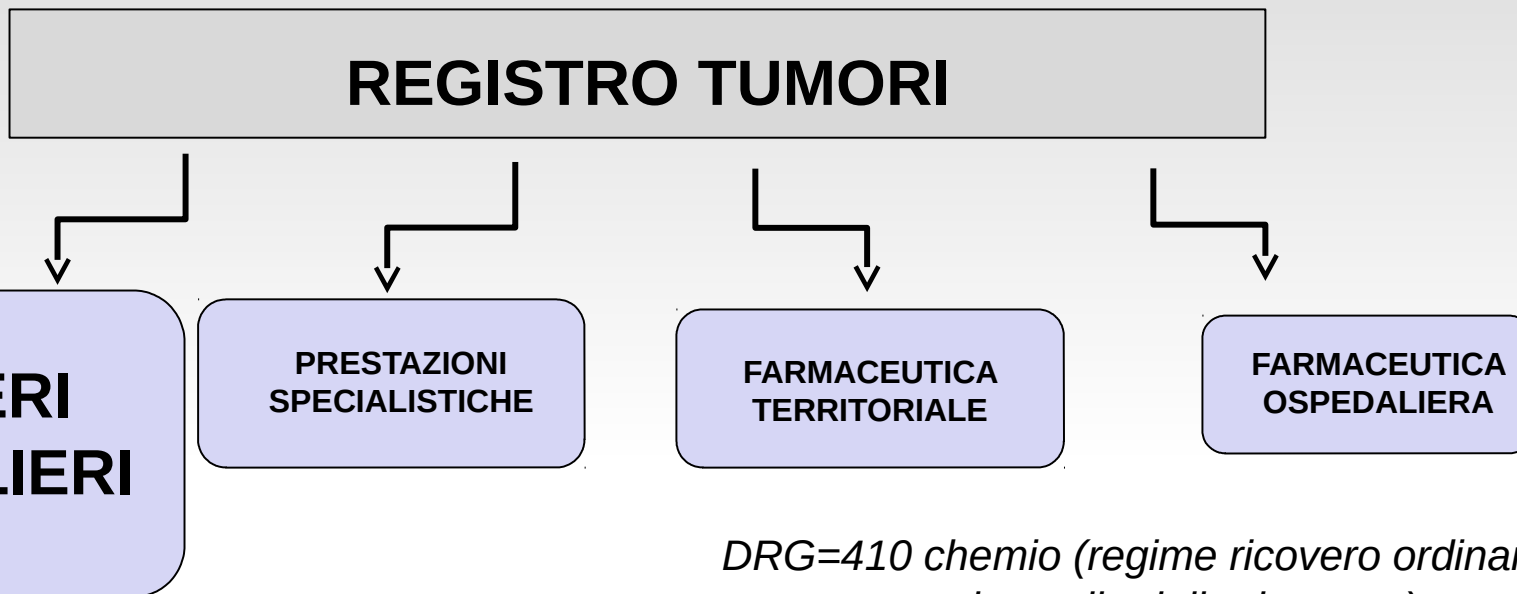 REGISTRO TUMORI
ERI
LIERI
PRESTAZIONI
SPECIALISTICHE
FARMACEUTICA
TERRITORIALE
FARMACEUTICA
OSPEDALIERA
DRG=410 chemio (regime ricovero ordinar